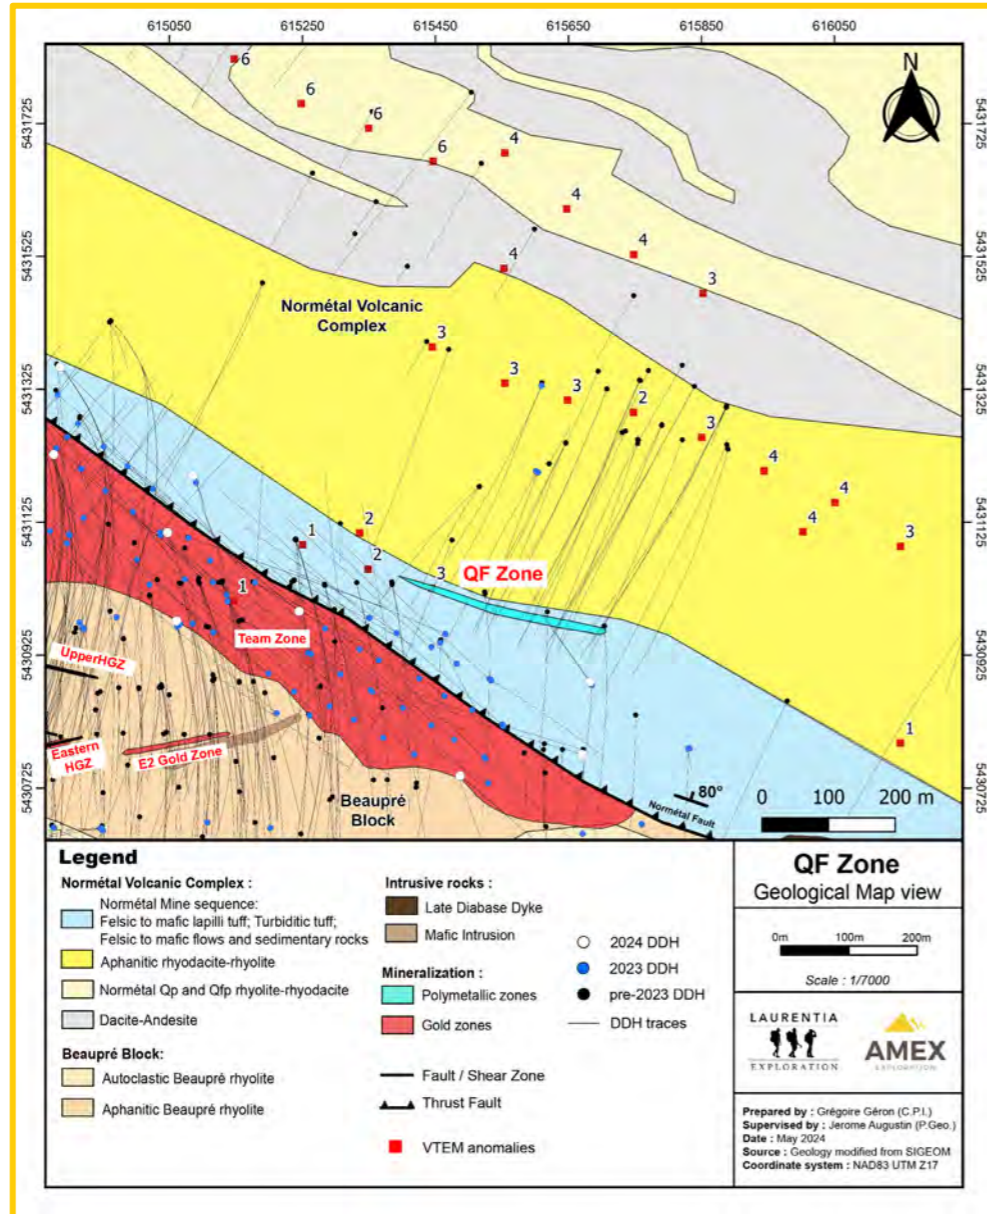 615050 615250 615450 615650 615850 616050
N
5431725 5431725
5431525 5431525
5431325 5431325
5431125 5431125
5430925 5430925
5430725 5430725
6
6
6
6
4
4
4
4
3
Normétal Volcanic
Complex
3
3
3
2
3
4
4
4
3
2
1
2
3
QF Zone
1
Team Zone
UpperHGZ
Eastern
HGZ
E2 Gold Zone
Beaupré
Block
1
80°
Normétal Fault
0 100 200 m
Legend
Normétal Volcanic Complex :
Normétal Mine sequence:
Felsic to mafic lapilli tuff; Turbiditic tuff;
Felsic to mafic flows and sedimentary rocks
Aphanitic rhyodacite-rhyolite
Normétal Qp and Qfp rhyolite-rhyodacite
Dacite-Andesite
Beaupré Block:
Autoclastic Beaupré rhyolite
Aphanitic Beaupré rhyolite
Intrusive rocks :
Late Diabase Dyke
Mafic Intrusion
Mineralization :
Polymetallic zones
Gold zones
Fault / Shear Zone
Thrust Fault
VTEM anomalies
2024 DDH
2023 DDH
pre-2023 DDH
DDH traces
QF Zone
Geological Map view
0m 100m 200m
Scale : 1/7000
LAURENTIA
EXPLORATION
AMEX
EXPLORATION
Prepared by : Grégoire Géron (C.P.I.)
Supervised by : Jerome Augustin (P.Geo.)
Date : May 2024
Source : Geology modified from SIGEOM
Coordinate system : NAD83 UTM Z17